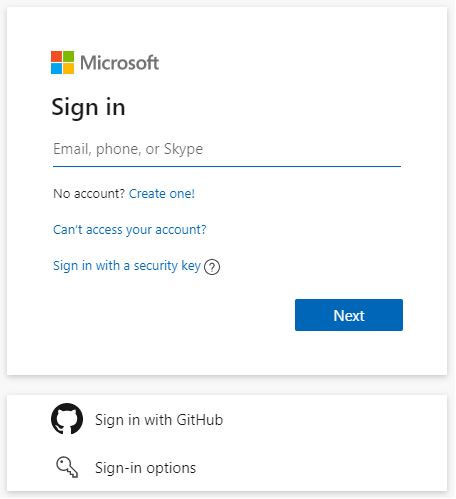 Microsoft
Sign in
Email, phone, or Skype
No account? Create one!
Can't access your account?
Sign in with a security key ?
Next
Sign in with GitHub
Sign-in options